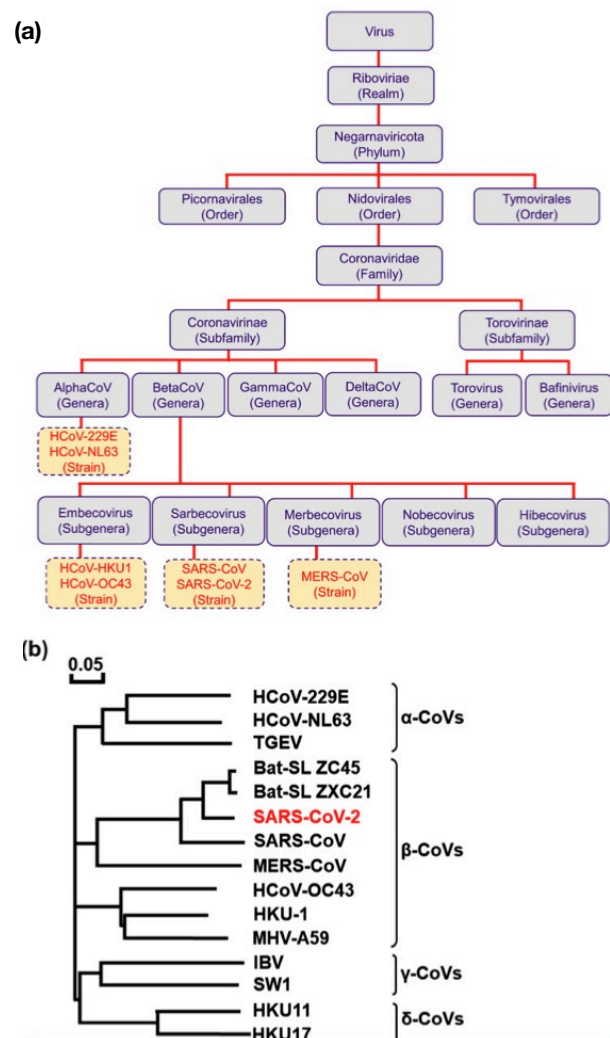 (a)
Virus
Riboviriae
(Realm)
Negarnaviricota
(Phylum)
Picornavirales
(Order)
Nidovirales
(Order)
Tymovirales
(Order)
Coronaviridae
(Family)
Coronavirinae
(Subfamily)
Torovirinae
(Subfamily)
AlphaCoV
(Genera)
BetaCoV
(Genera)
GammaCoV
(Genera)
DeltaCoV
(Genera)
Torovirus
(Genera)
Bafinivirus
(Genera)
HCoV-229E
HCoV-NL63
(Strain)
Embecovirus
(Subgenera)
Sarbecovirus
(Subgenera)
Merbecovirus
(Subgenera)
Nobecovirus
(Subgenera)
Hibecovirus
(Subgenera)
HCoV-HKU1
HCoV-OC43
(Strain)
SARS-CoV
SARS-CoV-2
(Strain)
MERS-CoV
(Strain)
(b)
0.05
HCoV-229E
HCoV-NL63
TGEV
α-CoVs
Bat-SL ZC45
Bat-SL ZXC21
SARS-CoV-2
SARS-CoV
MERS-CoV
HCoV-OC43
HKU-1
MHV-A59
β-CoVs
IBV
SW1
γ-CoVs
HKU11
HKU17
δ-CoVs